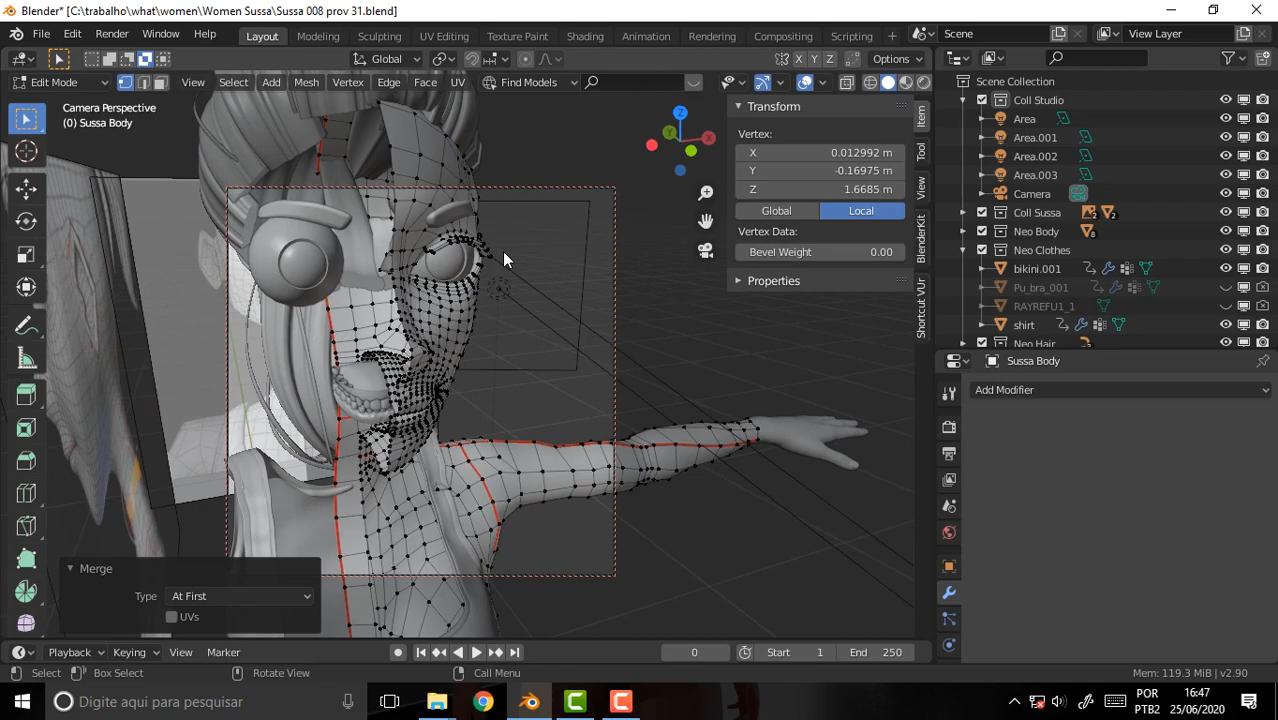 Blender* [C:\trabalho\what\women\Women Sussa\Sussa 008 prov 31.blend]
File Edit Render Window Help Layout Modeling Sculpting UV Editing Texture Paint Shading Animation Rendering Compositing Scripting + Scene View Layer
Global X Y Z Options
Edit Mode View Select Add Mesh Vertex Edge Face UV Find Models
Camera Perspective
(0) Sussa Body
Z
X
Y
Transform
Vertex:
X 0.012992 m
Y -0.16975 m
Z 1.6685 m
Global Local
Vertex Data:
Bevel Weight 0.00
Properties
Item
Tool
View
BlenderKit
Shortcut VUr
Scene Collection
Coll Studio
Area
Area.001
Area.002
Area.003
Camera
Coll Sussa 2 2
Neo Body 8
Neo Clothes
bikini.001
Pu_bra_001
RAYREFU1_1
shirt
Neo Hair
Sussa Body
Add Modifier
Merge
Type At First
UVs
Playback Keying View Marker 0 Start 1 End 250
Select Box Select Rotate View Call Menu Mem: 119.3 MiB | v2.90
Digite aqui para pesquisar
POR
PTB2
16:47
25/06/2020